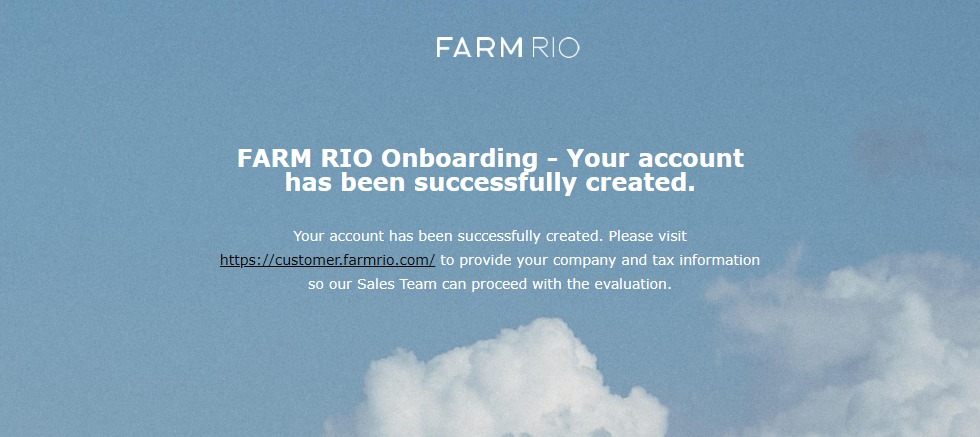 FARM RIO
FARM RIO Onboarding - Your account
has been successfully created.
Your account has been successfully created. Please visit
https://customer.farmrio.com/ to provide your company and tax information
so our Sales Team can proceed with the evaluation.